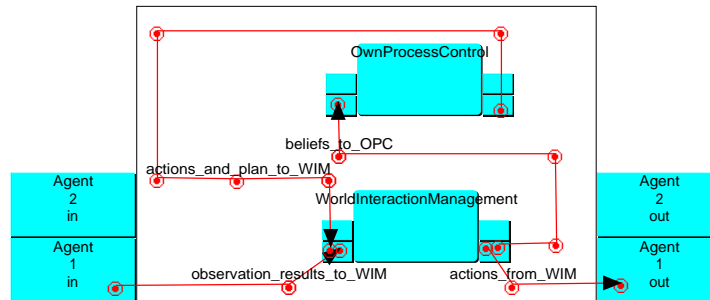 OwnProcessControl
beliefs_to_OPC
actions_and_plan_to_WIM
Agent
2
in
Agent
2
out
WorldInteractionManagement
Agent
1
in
Agent
1
out
observation_results_to_WIM
actions_from_WIM